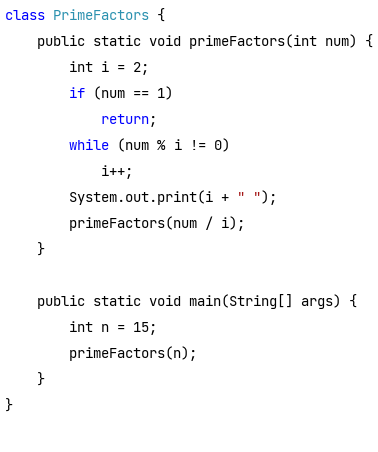 class PrimeFactors {
    public static void primeFactors(int num) {
        int i = 2;
        if (num == 1)
            return;
        while (num % i != 0)
            i++;
        System.out.print(i + " ");
        primeFactors(num / i);
    }

    public static void main(String[] args) {
        int n = 15;
        primeFactors(n);
    }
}